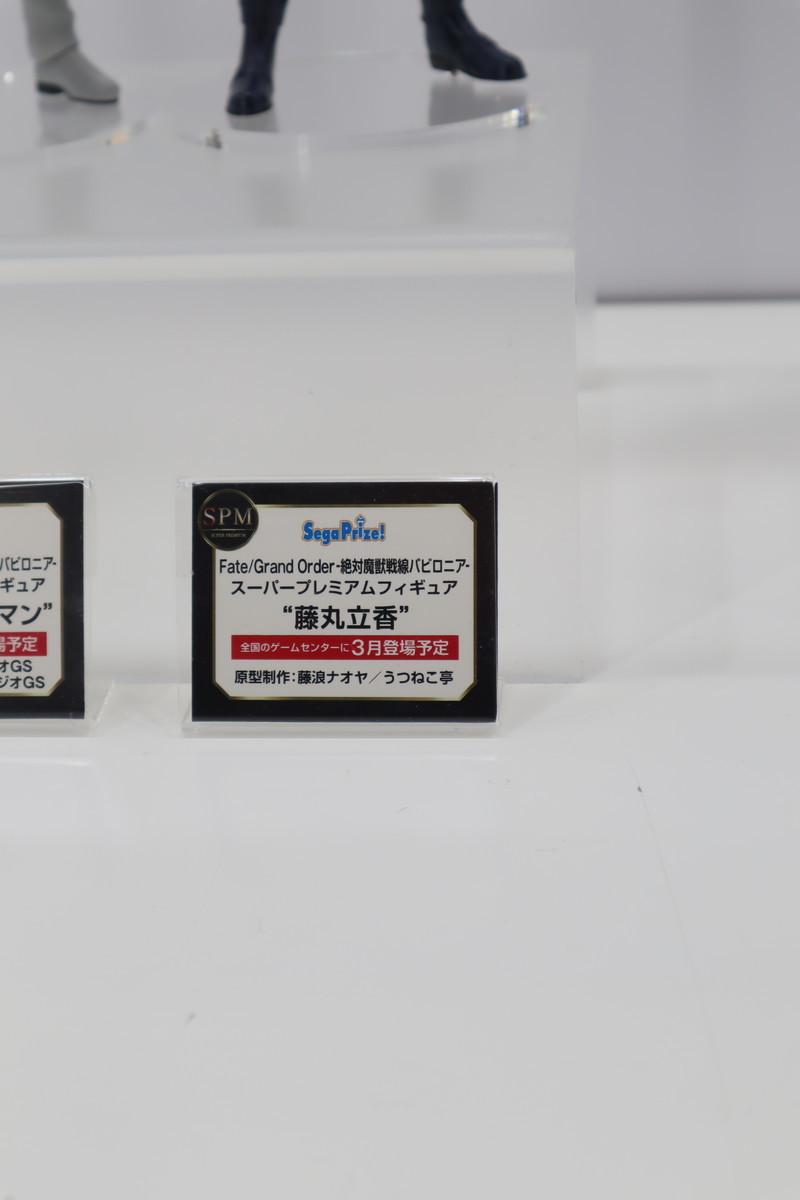 バビロニア-
ギュア
マン”
場予定
オGS
ジオGS
SPM
SUPER PREMIUM
SegaPrize!
Fate/Grand Order-絶対魔獣戦線バビロニア-
スーパープレミアムフィギュア
“藤丸立香”
全国のゲームセンターに3月登場予定
原型制作：藤浪ナオヤ／うつねこ亭